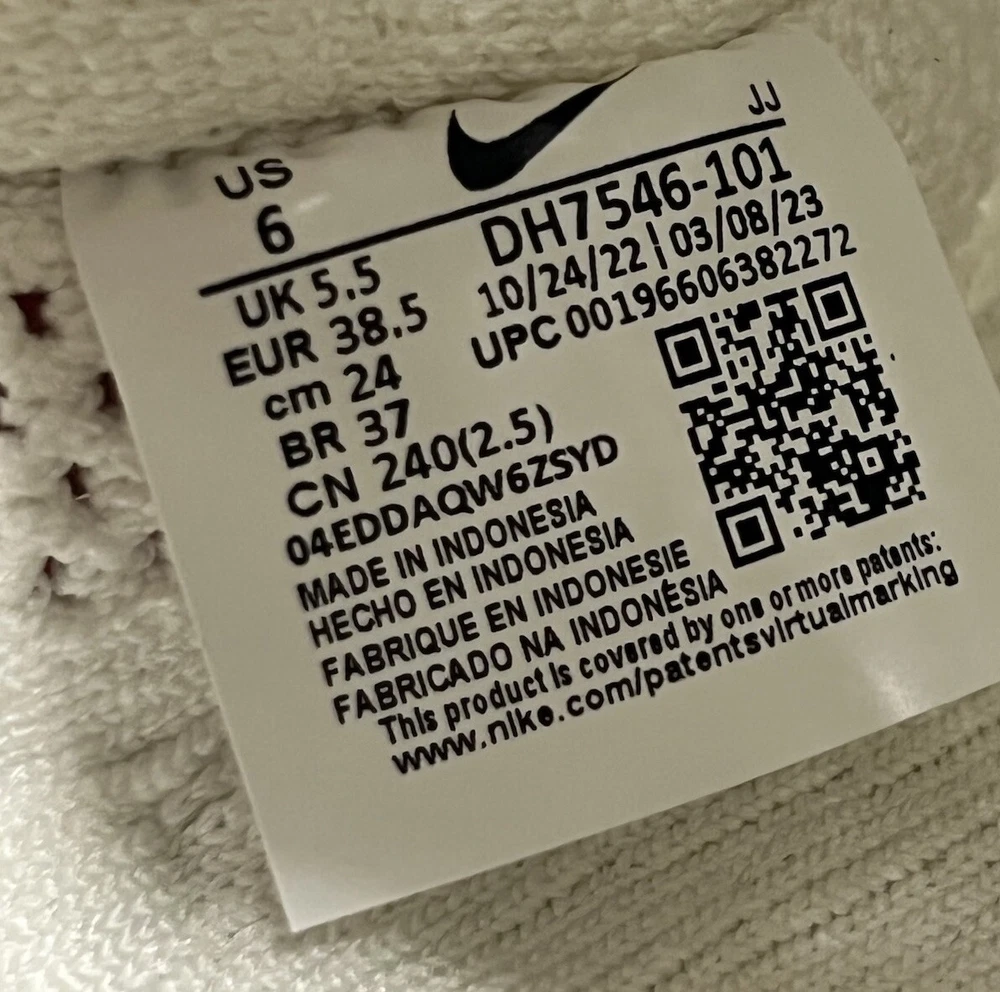 JJ
US
6
DH7546-101
10/24/22 | 03/08/23
UPC 00196606382272
UK 5.5
EUR 38.5
cm 24
BR 37
CN 240(2.5)
04EDDAQW6ZSYD
MADE IN INDONESIA
HECHO EN INDONESIA
FABRIQUE EN INDONESIE
FABRICADO NA INDONÉSIA
This product is covered by one or more patents:
www.nike.com/patentsvirtualmarking